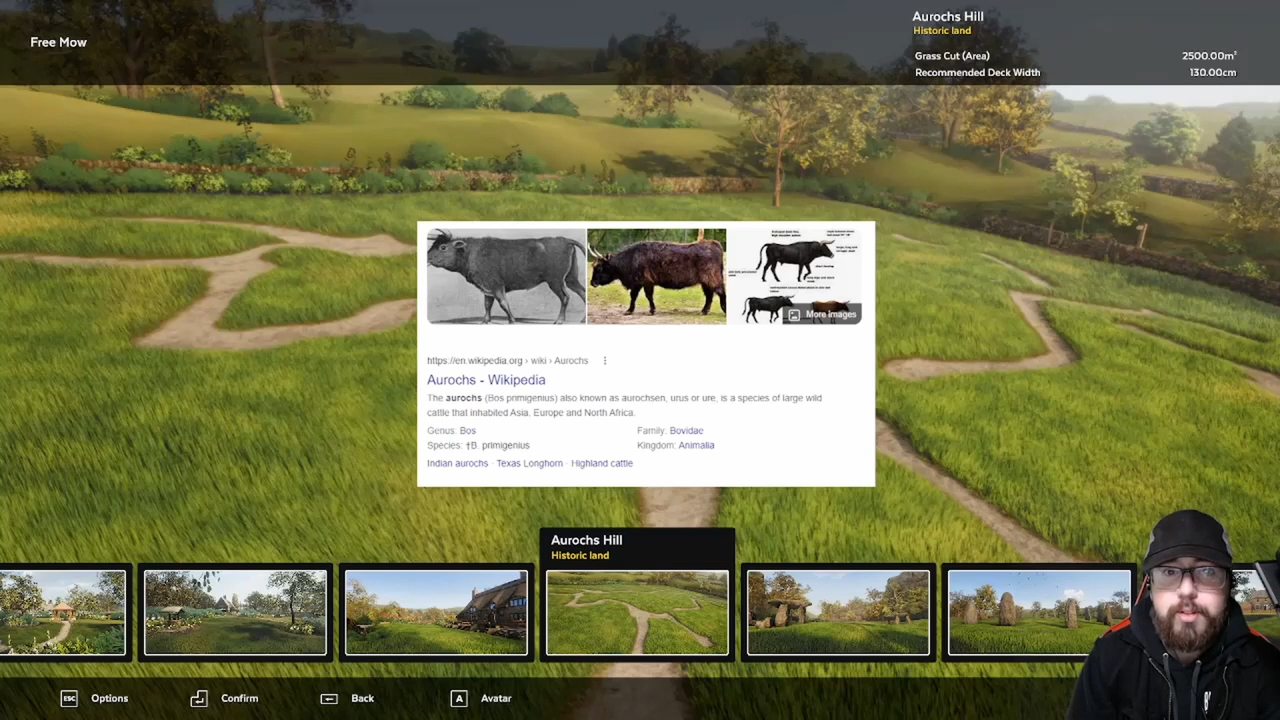 Free Mow
Aurochs Hill
Historic land
Grass Cut (Area) 2500.00m²
Recommended Deck Width 130.00cm
More images
https://en.wikipedia.org › wiki › Aurochs
Aurochs - Wikipedia
The aurochs (Bos primigenius) also known as aurochsen, urus or ure, is a species of large wild
cattle that inhabited Asia, Europe and North Africa.
Genus: Bos Family: Bovidae
Species: †B. primigenius Kingdom: Animalia
Indian aurochs · Texas Longhorn · Highland cattle
Aurochs Hill
Historic land
ESC Options Confirm Back A Avatar